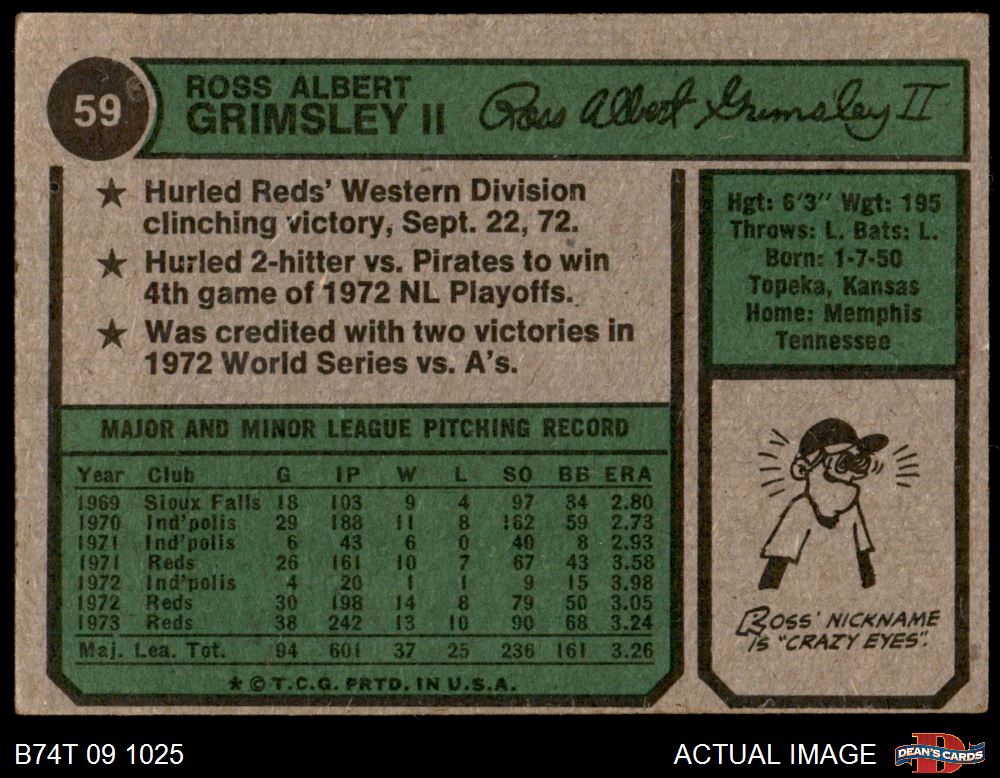 59
ROSS ALBERT
GRIMSLEY II
Ross Albert Grimsley II
★ Hurled Reds' Western Division
clinching victory, Sept. 22, 72.
★ Hurled 2-hitter vs. Pirates to win
4th game of 1972 NL Playoffs.
★ Was credited with two victories in
1972 World Series vs. A's.
Hgt: 6'3" Wgt: 195
Throws: L. Bats: L.
Born: 1-7-50
Topeka, Kansas
Home: Memphis
Tennessee
MAJOR AND MINOR LEAGUE PITCHING RECORD
Year Club G IP W L SO BB ERA
1969 Sioux Falls 18 103 9 4 97 34 2.80
1970 Ind'polis 29 188 11 8 162 59 2.73
1971 Ind'polis 6 43 6 0 40 8 2.93
1971 Reds 26 161 10 7 67 43 3.58
1972 Ind'polis 4 20 1 1 9 15 3.98
1972 Reds 30 198 14 8 79 50 3.05
1973 Reds 38 242 13 10 90 68 3.24
Maj. Lea. Tot. 94 601 37 25 236 161 3.26
★ © T.C.G. PRTD. IN U.S.A.
ROSS' NICKNAME
IS "CRAZY EYES".
B74T 09 1025
ACTUAL IMAGE
DEAN'S CARDS